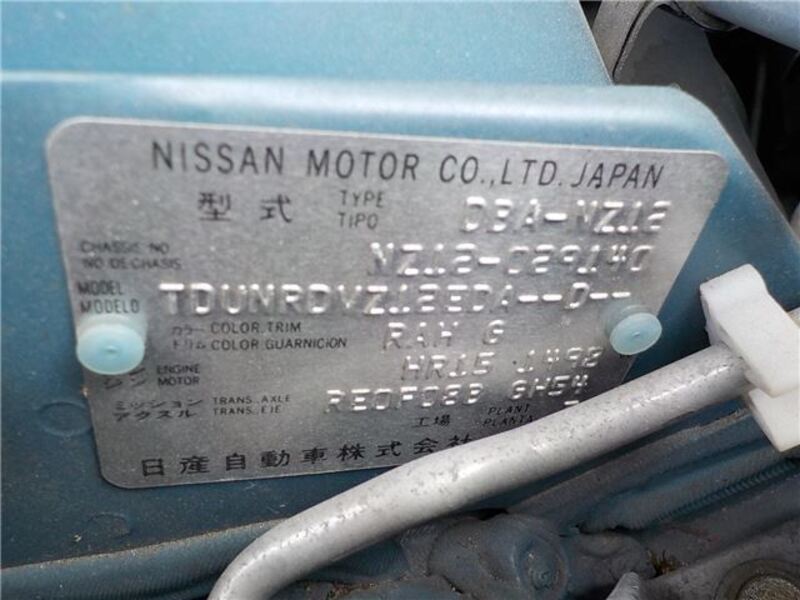 NISSAN MOTOR CO., LTD. JAPAN
型式 TYPE TIPO DBA-NZ12
CHASSIS NO
NO DE CHASIS NZ12-029140
MODEL
MODELO TDUNRDVZ12EDA--D--
カラー COLOR, TRIM
トリム COLOR GUARNICION RAH G
ENGINE
MOTOR HR15 1498
ミッション TRANS., AXLE
アクスル TRANS., EJE RE0F08B GH54
工場 PLANT
PLANTA
日産自動車株式会社